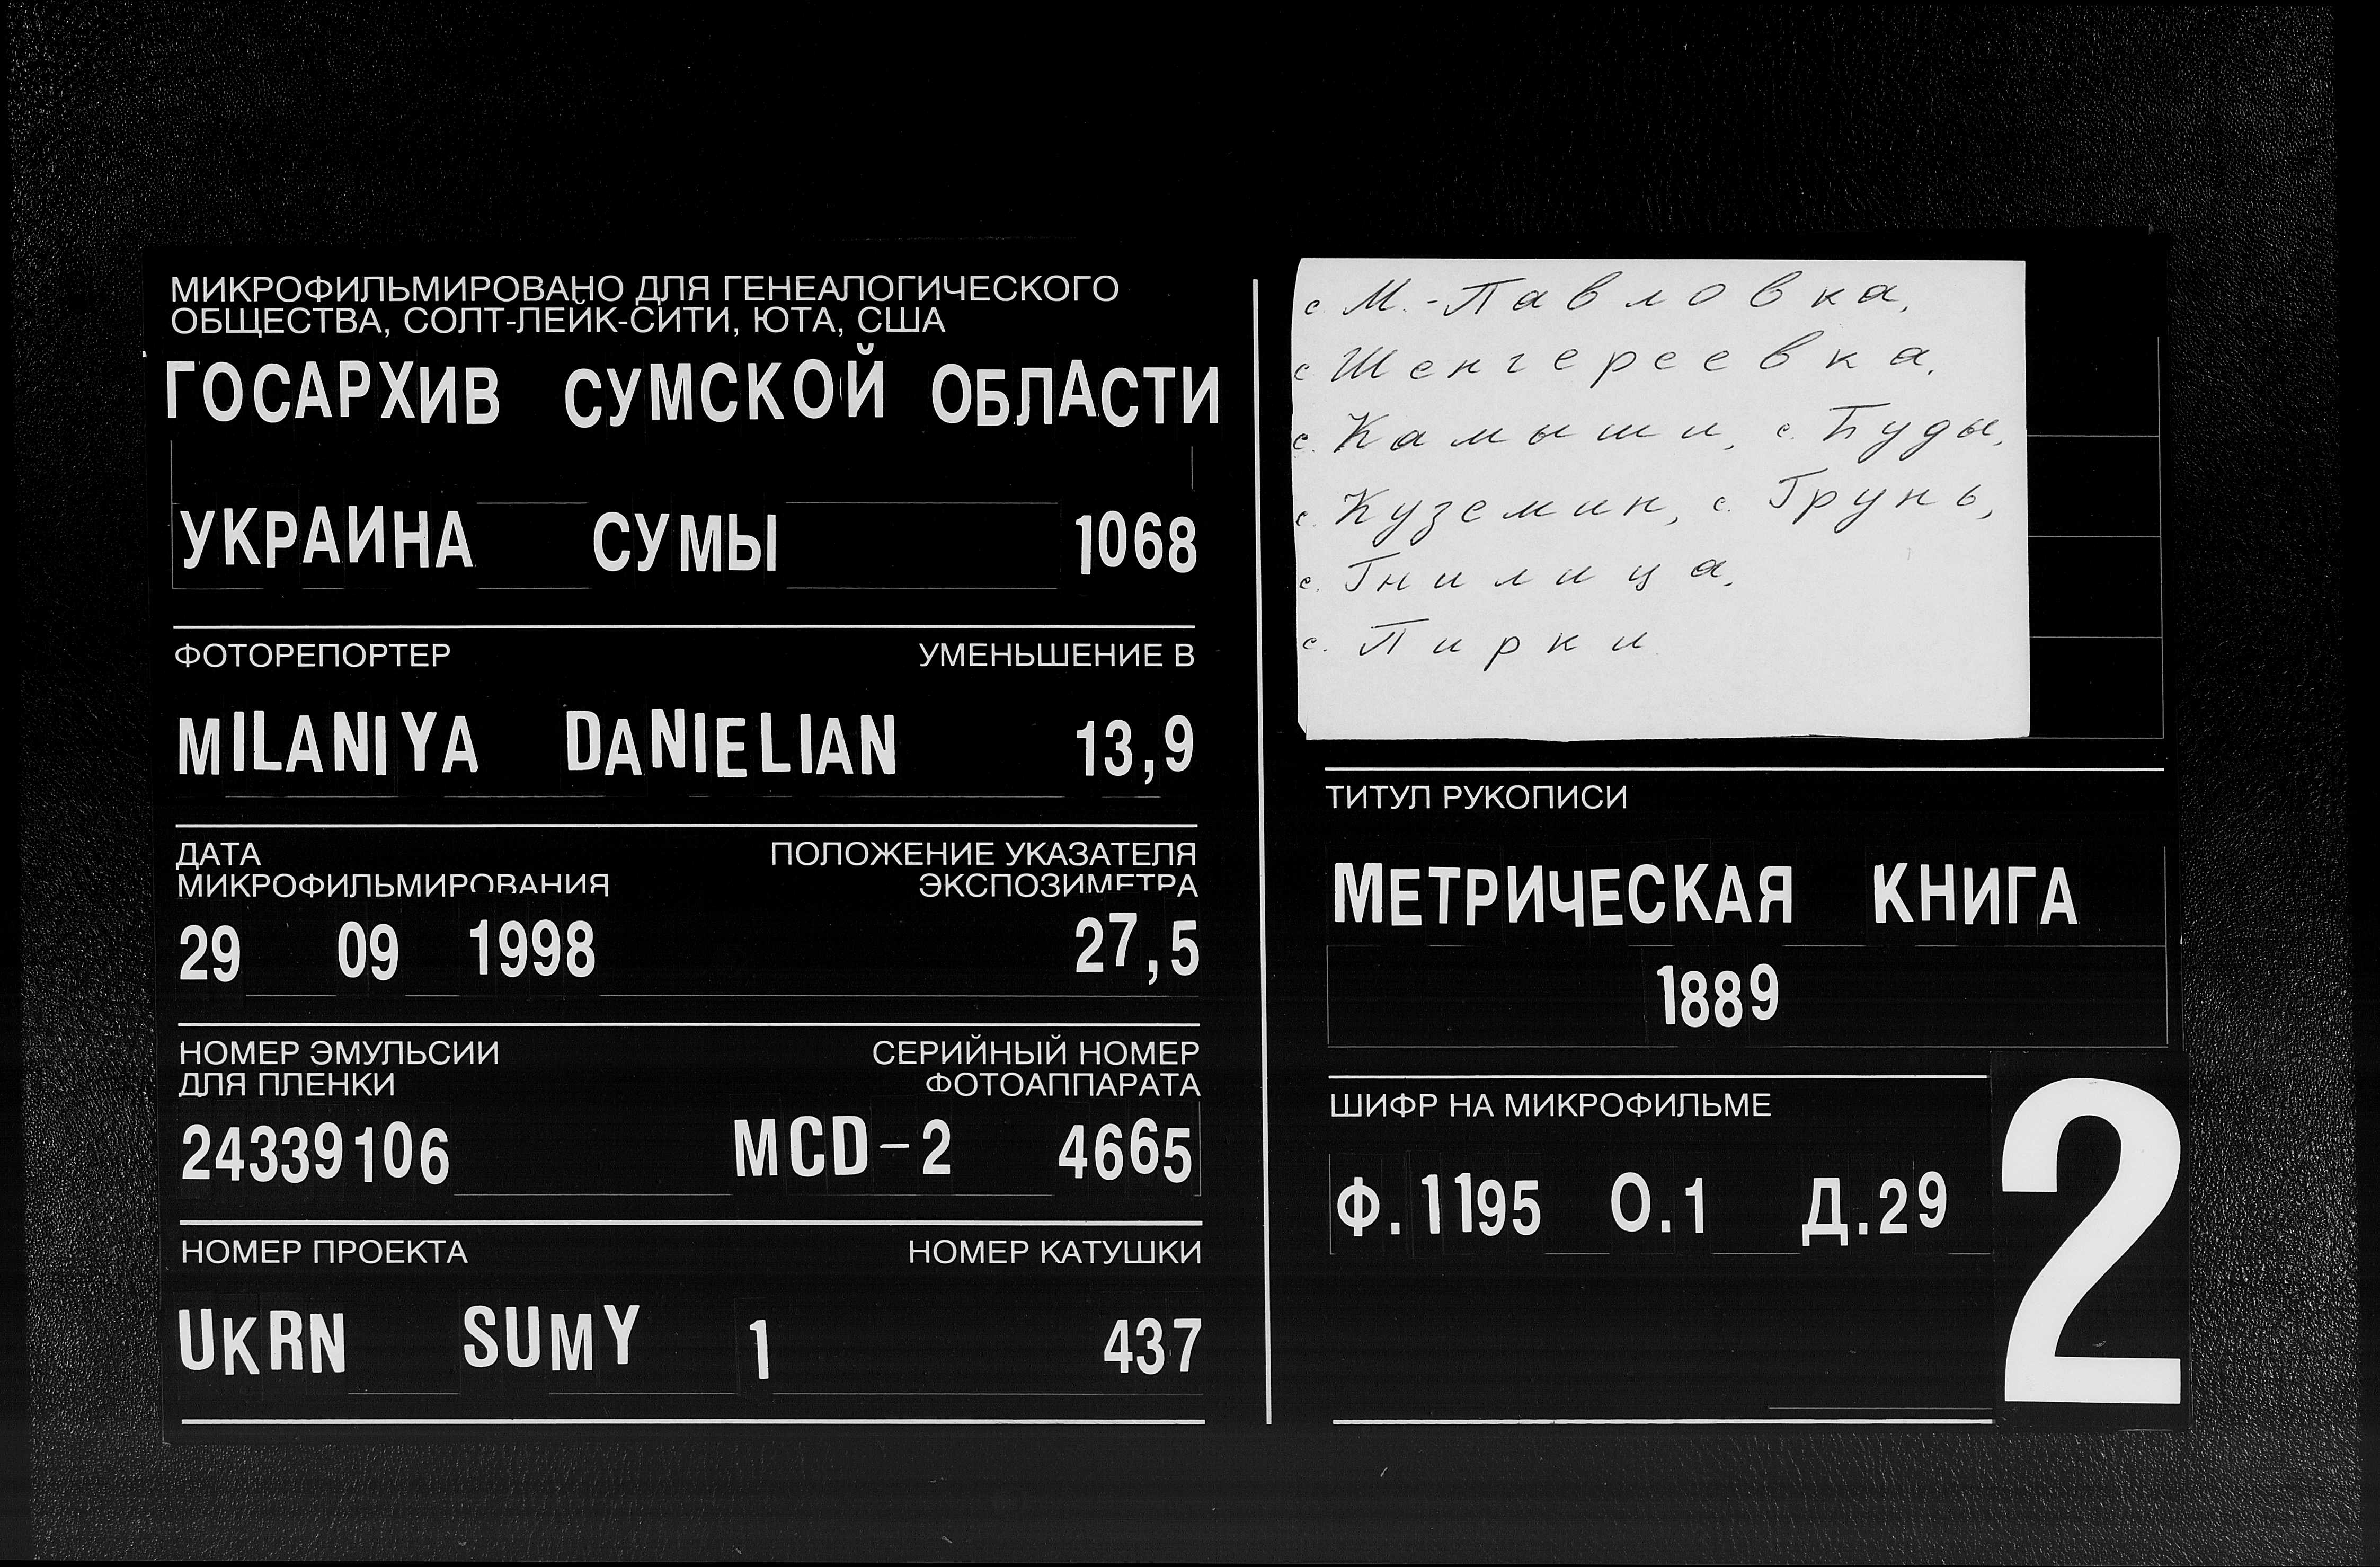 МИКРОФИЛЬМИРОВАНО ДЛЯ ГЕНЕАЛОГИЧЕСКОГО
ОБЩЕСТВА, СОЛТ-ЛЕЙК-СИТИ, ЮТА, США
ГОСАРХИВ СУМСКОЙ ОБЛАСТИ
УКРАИНА СУМЫ 1068
ФОТОРЕПОРТЕР УМЕНЬШЕНИЕ В
MILANIYA DANIELIAN 13,9
ДАТА ПОЛОЖЕНИЕ УКАЗАТЕЛЯ
МИКРОФИЛЬМИРОВАНИЯ ЭКСПОЗИМЕТРА
29 09 1998 27,5
НОМЕР ЭМУЛЬСИИ СЕРИЙНЫЙ НОМЕР
ДЛЯ ПЛЕНКИ ФОТОАППАРАТА
24339106 MCD-2 4665
НОМЕР ПРОЕКТА НОМЕР КАТУШКИ
UKRN SUMY 1 437
с. М.-Павловка,
с Шенгереевка,
с. Камыши, с. Буды,
с. Куземин, с. Грунь,
с. Гнилица,
с. Пирки
ТИТУЛ РУКОПИСИ
МЕТРИЧЕСКАЯ КНИГА
1889
ШИФР НА МИКРОФИЛЬМЕ
Ф.1195 О.1 Д.29
2